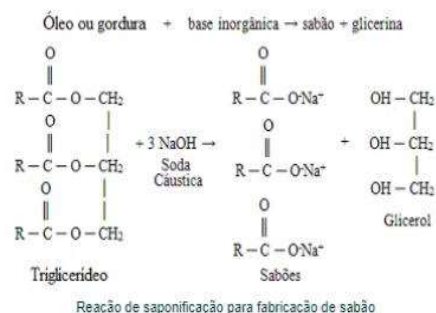 Óleo ou gordura + base inorgânica → sabão + glicerina
O O
R – C – O – CH₂ R – C – O⁻Na⁺ OH – CH₂
O O
R – C – O – CH₂ + 3 NaOH → R – C – O⁻Na⁺ + OH – CH₂
Soda
Cáustica
O O
R – C – O – CH₂ R – C – O⁻Na⁺ OH – CH₂
Glicerol
Triglicerídeo Sabões
Reação de saponificação para fabricação de sabão